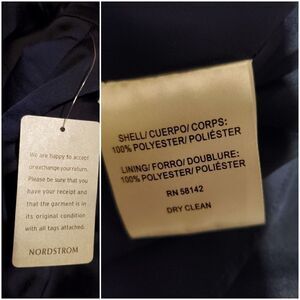 We are happy to accept
or exchange your return.
Please be sure that you
have your receipt and
that the garment is in
its original condition
with all tags attached.
NORDSTROM
SHELL/ CUERPO/ CORPS:
100% POLYESTER/ POLIÉSTER
LINING/ FORRO/ DOUBLURE:
100% POLYESTER/ POLIÉSTER
RN 58142
DRY CLEAN